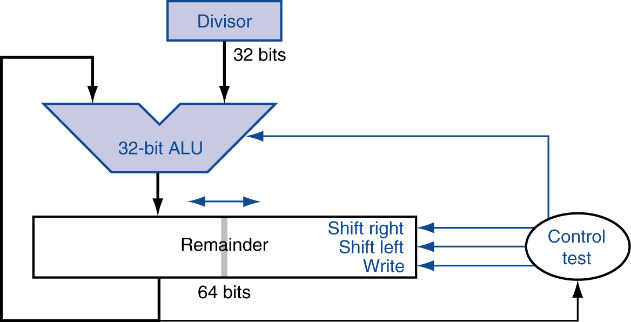 Divisor
32 bits
32-bit ALU
Shift right
Remainder
Shift left
Control
test
Write
64 bits